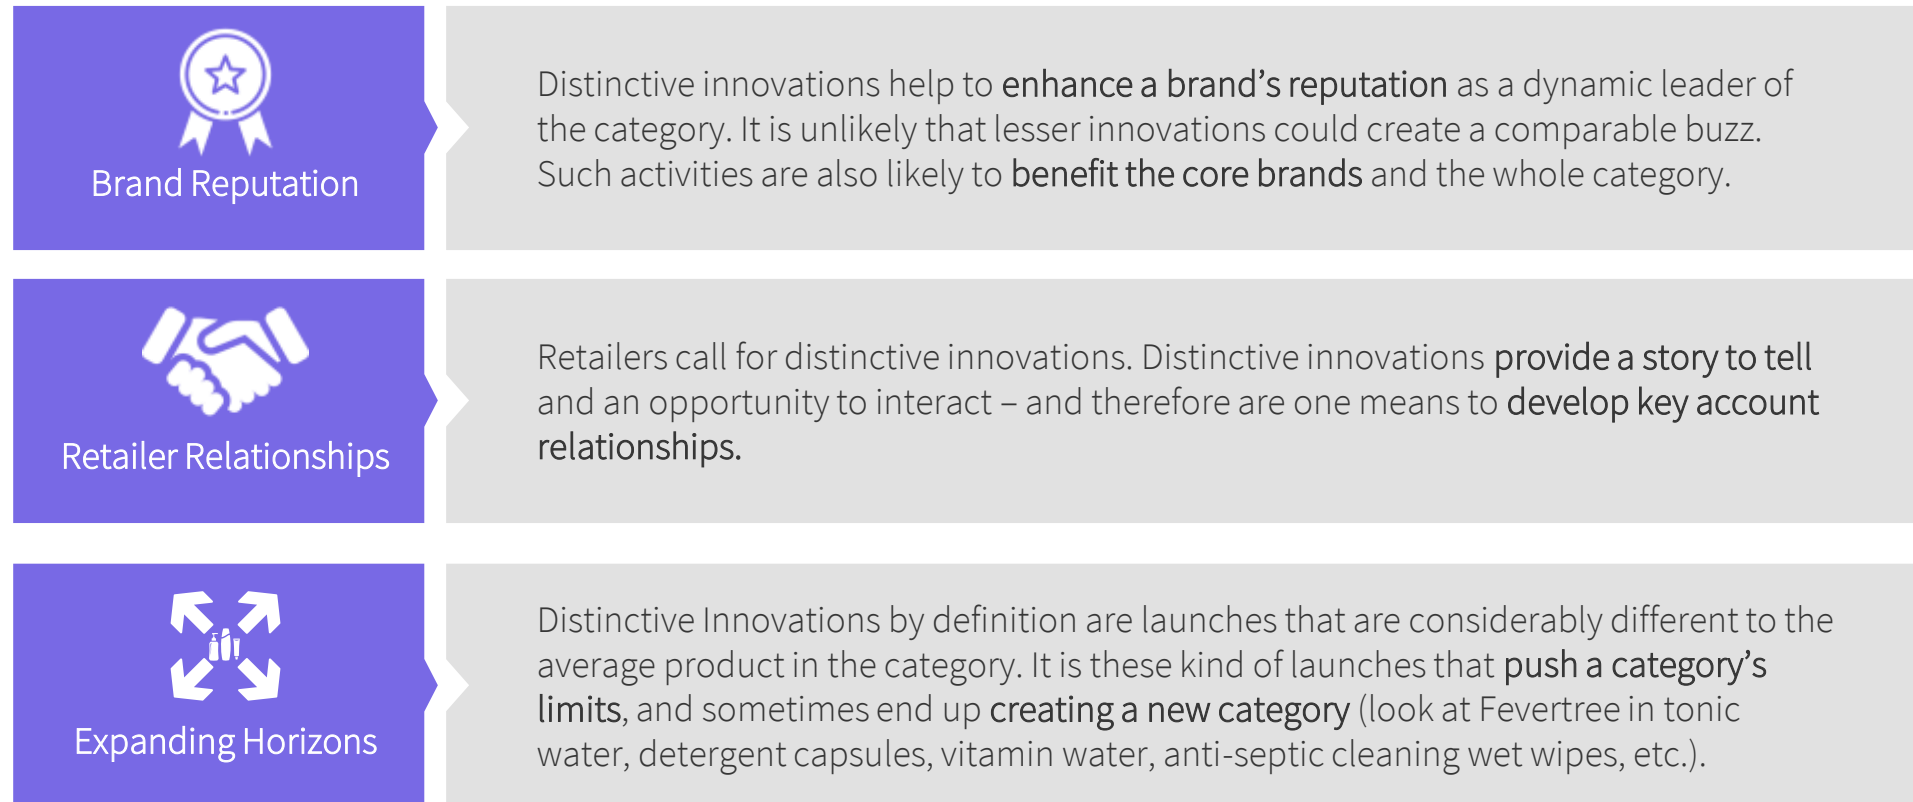 Brand Reputation
Distinctive innovations help to enhance a brand’s reputation as a dynamic leader of
the category. It is unlikely that lesser innovations could create a comparable buzz.
Such activities are also likely to benefit the core brands and the whole category.
Retailer Relationships
Retailers call for distinctive innovations. Distinctive innovations provide a story to tell
and an opportunity to interact – and therefore are one means to develop key account
relationships.
Expanding Horizons
Distinctive Innovations by definition are launches that are considerably different to the
average product in the category. It is these kind of launches that push a category’s
limits, and sometimes end up creating a new category (look at Fevertree in tonic
water, detergent capsules, vitamin water, anti-septic cleaning wet wipes, etc.).